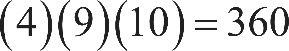 (4)(9)(10) = 360